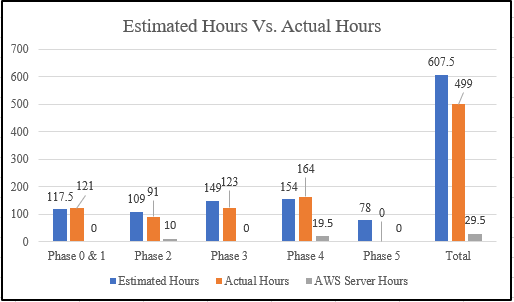 Estimated Hours Vs. Actual Hours
700
600
500
400
300
200
100
0
117.5 121 0
109 91 10
149 123 0
154 164 19.5
78 0 0
607.5 499 29.5
Phase 0 & 1 Phase 2 Phase 3 Phase 4 Phase 5 Total
Estimated Hours Actual Hours AWS Server Hours